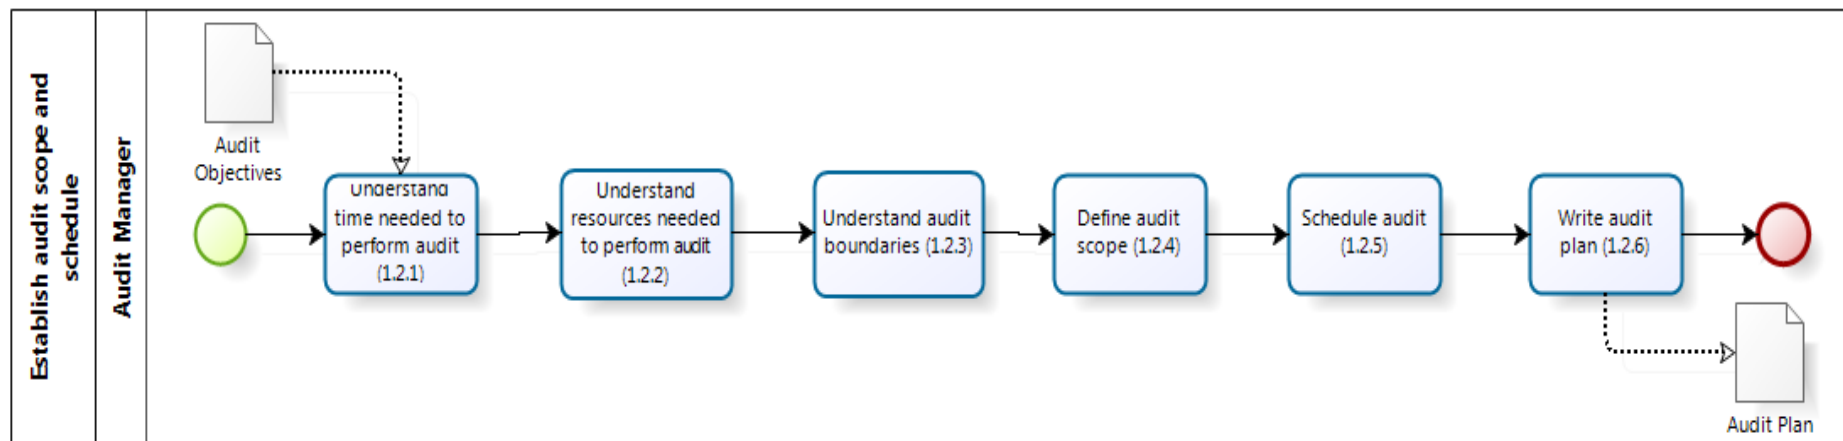 Establish audit scope and
schedule
Audit Manager
Audit
Objectives
Understand
time needed to
perform audit
(1.2.1)
Understand
resources needed
to perform audit
(1.2.2)
Understand audit
boundaries (1.2.3)
Define audit
scope (1.2.4)
Schedule audit
(1.2.5)
Write audit
plan (1.2.6)
Audit Plan